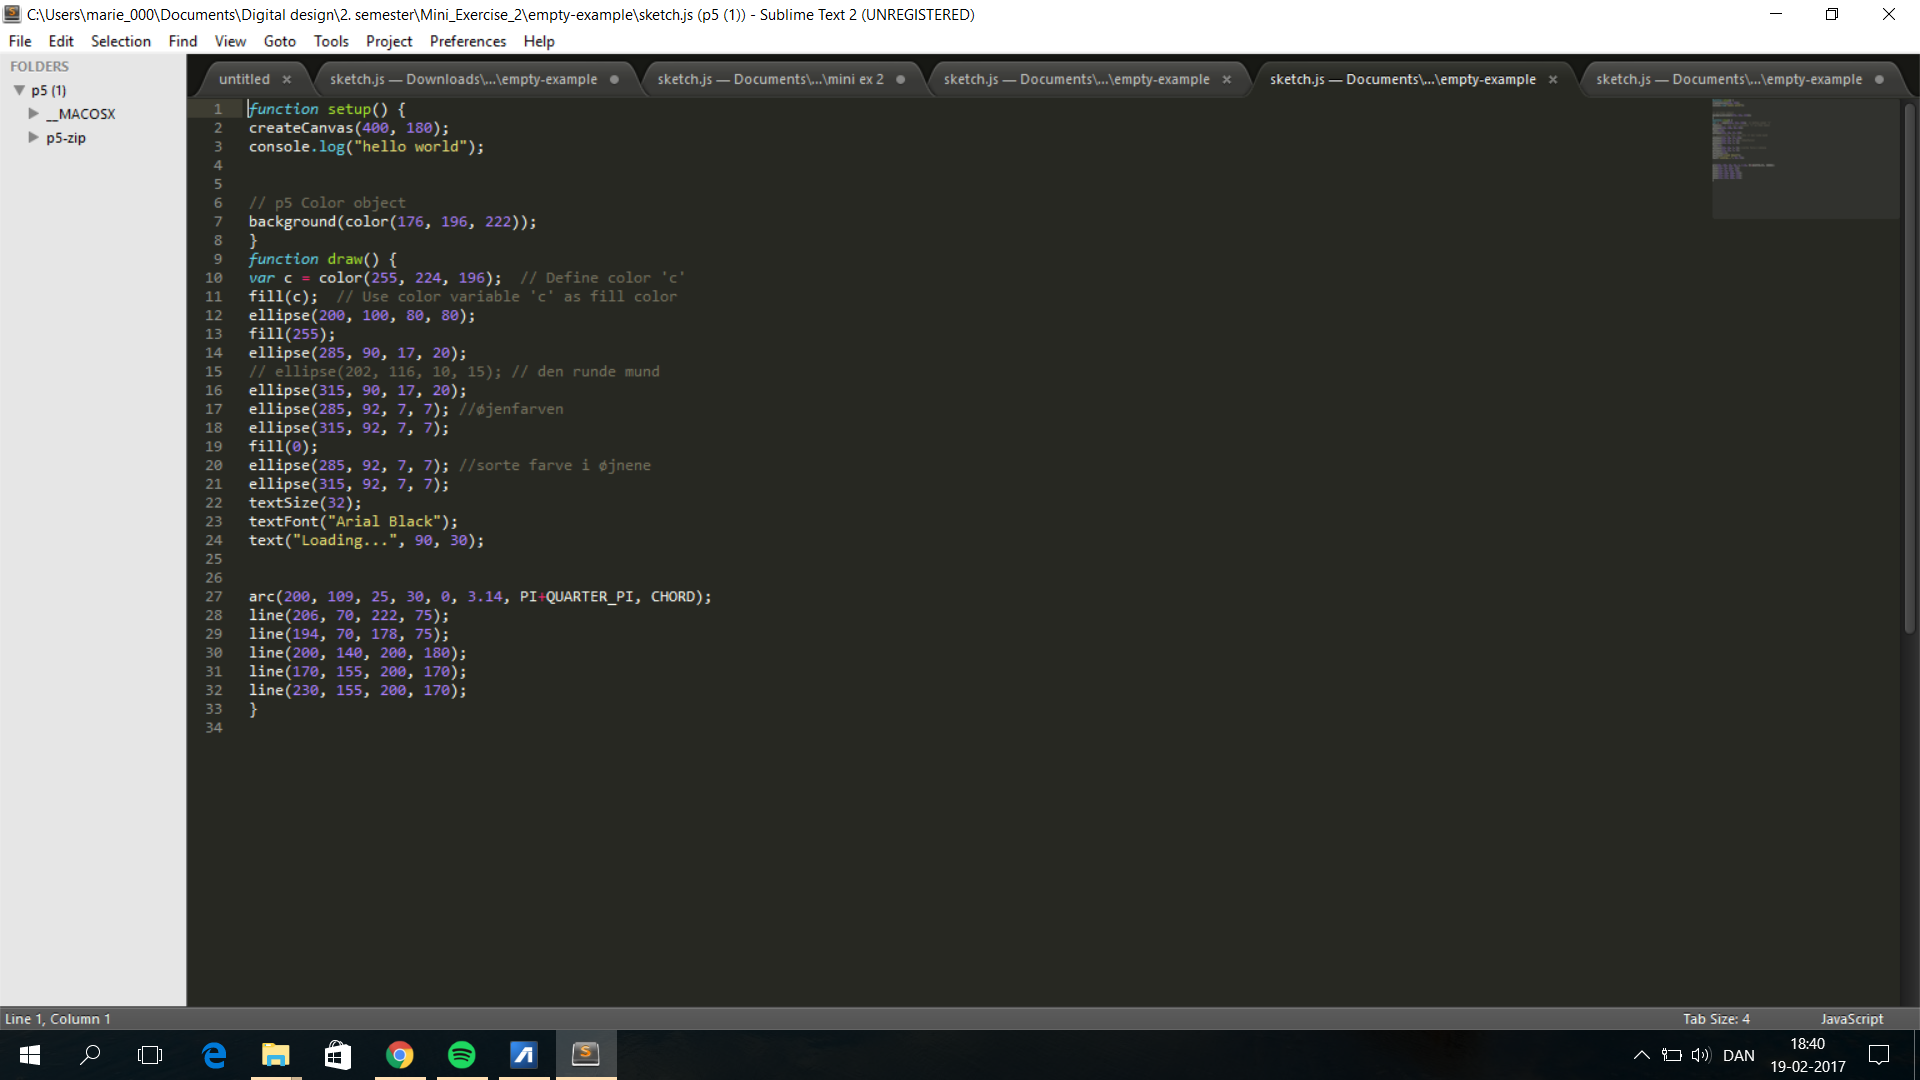 C:\Users\marie_000\Documents\Digital design\2. semester\Mini_Exercise_2\empty-example\sketch.js (p5 (1)) - Sublime Text 2 (UNREGISTERED)
File Edit Selection Find View Goto Tools Project Preferences Help
FOLDERS
p5 (1)
__MACOSX
p5-zip
untitled sketch.js — Downloads\...\empty-example sketch.js — Documents\...\mini ex 2 sketch.js — Documents\...\empty-example sketch.js — Documents\...\empty-example sketch.js — Documents\...\empty-example
1 function setup() {
2 createCanvas(400, 180);
3 console.log("hello world");
4
5
6 // p5 Color object
7 background(color(176, 196, 222));
8 }
9 function draw() {
10 var c = color(255, 224, 196);  // Define color 'c'
11 fill(c);  // Use color variable 'c' as fill color
12 ellipse(200, 100, 80, 80);
13 fill(255);
14 ellipse(285, 90, 17, 20);
15 // ellipse(202, 116, 10, 15); // den runde mund
16 ellipse(315, 90, 17, 20);
17 ellipse(285, 92, 7, 7); //øjenfarven
18 ellipse(315, 92, 7, 7);
19 fill(0);
20 ellipse(285, 92, 7, 7); //sorte farve i øjnene
21 ellipse(315, 92, 7, 7);
22 textSize(32);
23 textFont("Arial Black");
24 text("Loading...", 90, 30);
25
26
27 arc(200, 109, 25, 30, 0, 3.14, PI+QUARTER_PI, CHORD);
28 line(206, 70, 222, 75);
29 line(194, 70, 178, 75);
30 line(200, 140, 200, 180);
31 line(170, 155, 200, 170);
32 line(230, 155, 200, 170);
33 }
34
Line 1, Column 1
Tab Size: 4
JavaScript
DAN
18:40
19-02-2017